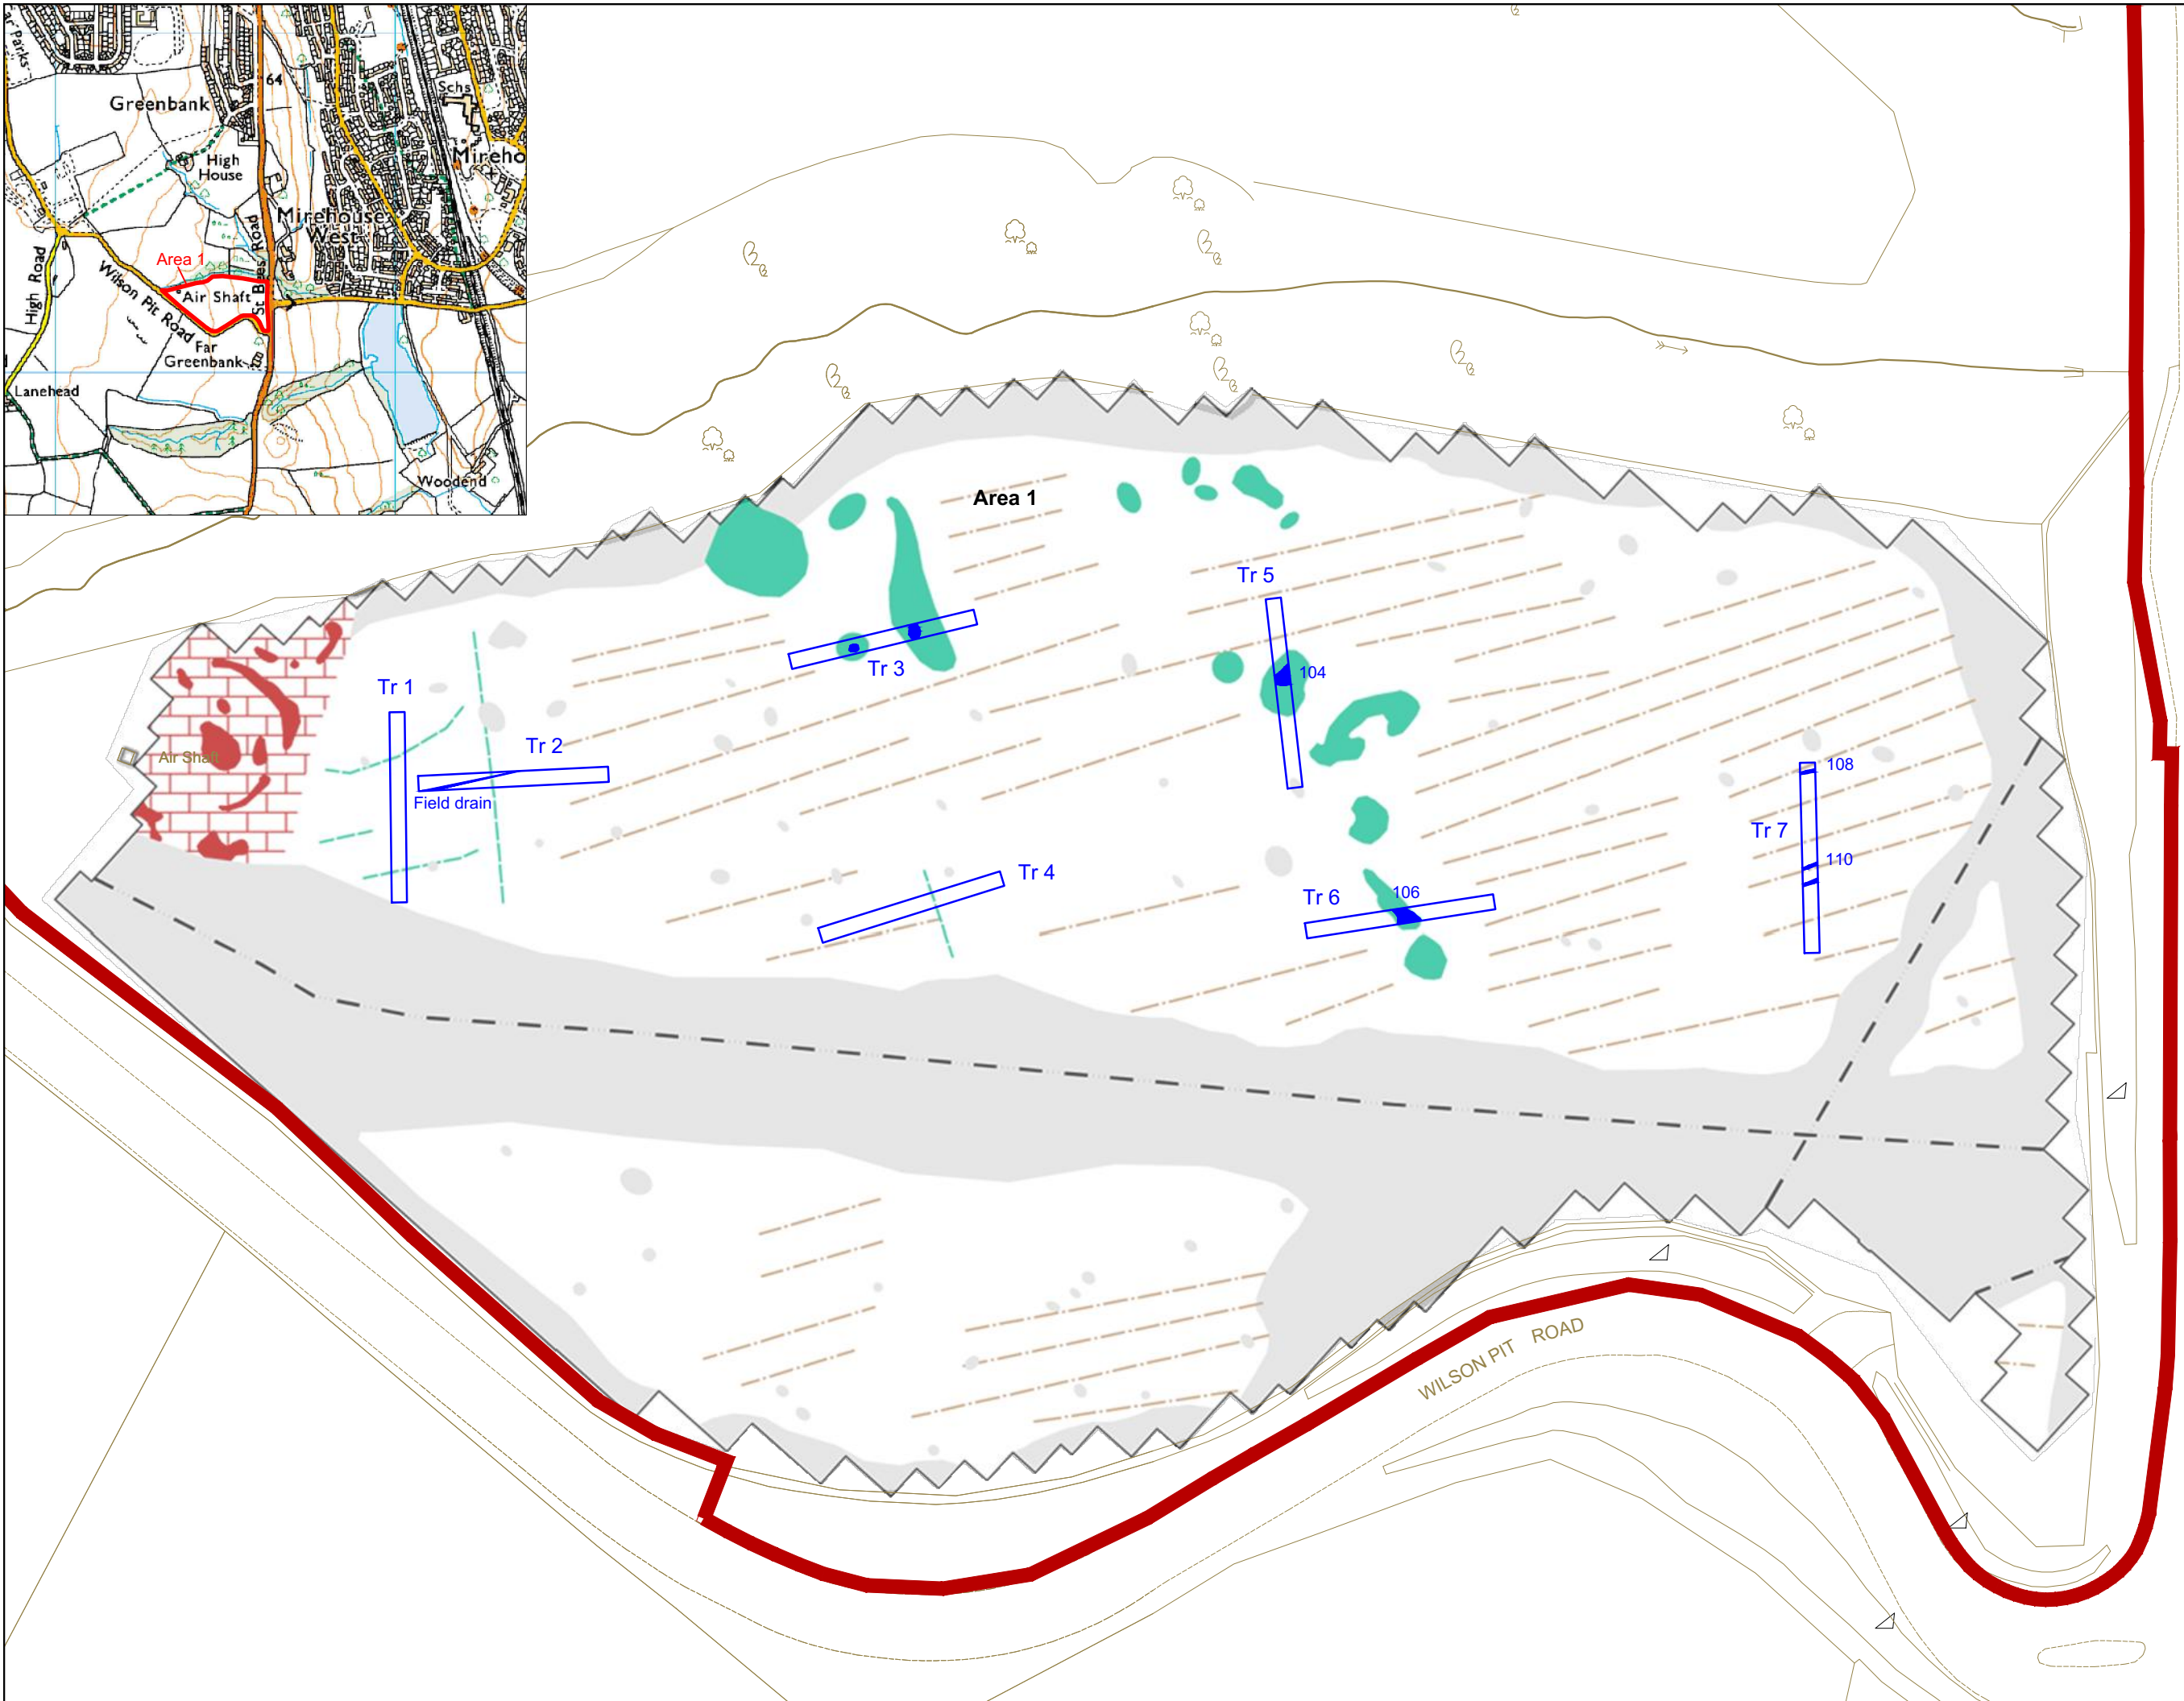 ar Parks
64
Greenbank
Schs
High
House
Mireho
Mirehouse
West
High Road
Wilson Pit Road
Area 1
Air Shaft
St Bees Road
Far
Greenbank
Lanehead
Woodend
Area 1
Tr 5
104
Tr 3
Tr 1
Tr 2
Field drain
Air Shaft
108
Tr 7
110
Tr 4
Tr 6
106
WILSON PIT ROAD